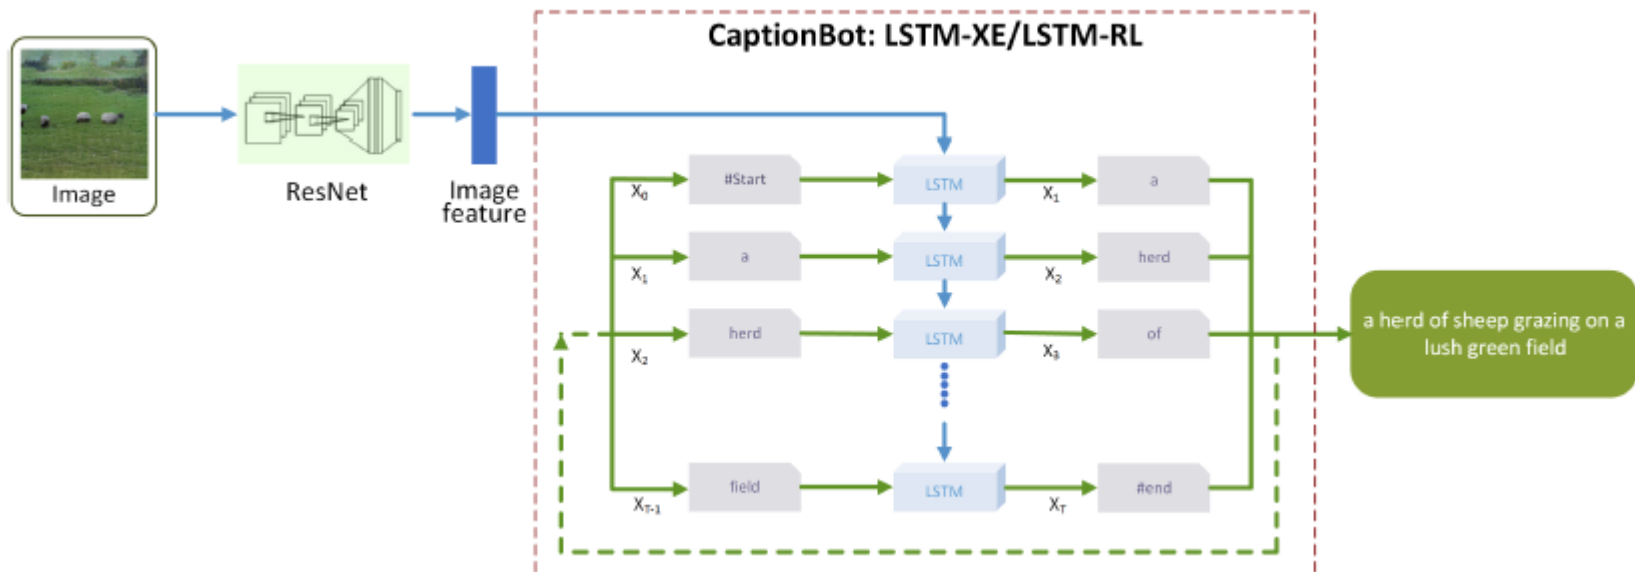 CaptionBot: LSTM-XE/LSTM-RL
Image
ResNet
Image
feature
X0 #Start LSTM X1 a
X1 a LSTM X2 herd
X2 herd LSTM X3 of
XT-1 field LSTM XT #end
a herd of sheep grazing on a
lush green field